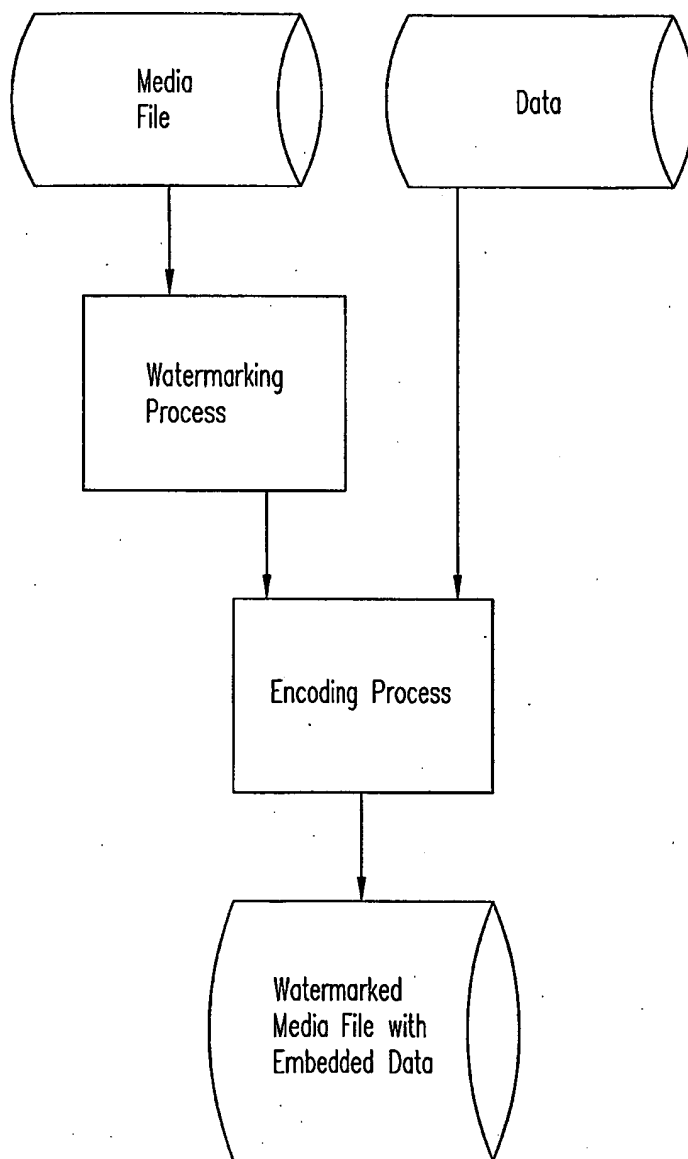 Media
File
Data
Watermarking
Process
Encoding Process
Watermarked
Media File with
Embedded Data